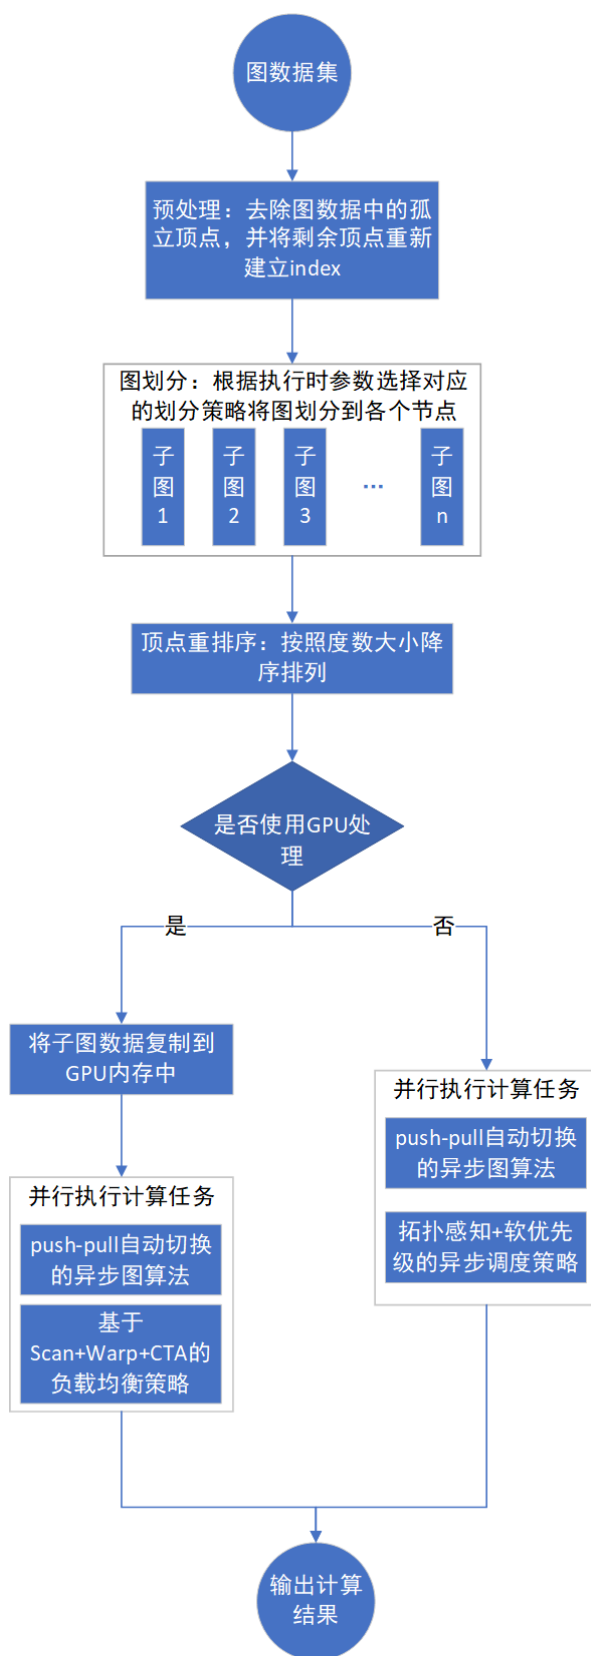 图数据集
预处理：去除图数据中的孤
立顶点，并将剩余顶点重新
建立index
图划分：根据执行时参数选择对应
的划分策略将图划分到各个节点
子
图
1
子
图
2
子
图
3
...
子
图
n
顶点重排序：按照度数大小降
序排列
是否使用GPU处
理
是
否
将子图数据复制到
GPU内存中
并行执行计算任务
push-pull自动切换
的异步图算法
基于
Scan+Warp+CTA的
负载均衡策略
并行执行计算任务
push-pull自动切换
的异步图算法
拓扑感知+软优先
级的异步调度策略
输出计算
结果